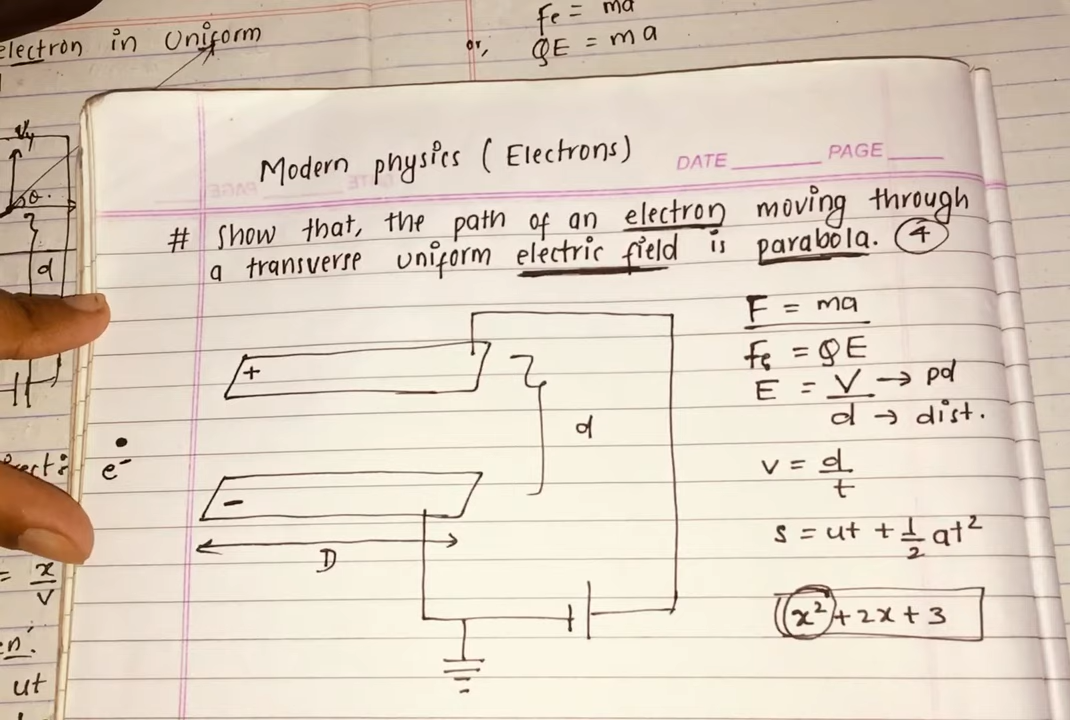 electron in Uniform
Fe = ma
or, QE = ma
Vy
θ
d
Modern physics ( Electrons)
DATE PAGE
# Show that, the path of an electron moving through
a transverse uniform electric field is parabola. (4)
F = ma
+
Fe = QE
E = V → pd
d → dist.
d
e⁻
v = d
t
-
s = ut + 1/2 at²
D
= x
v
x² + 2x + 3
en:
ut